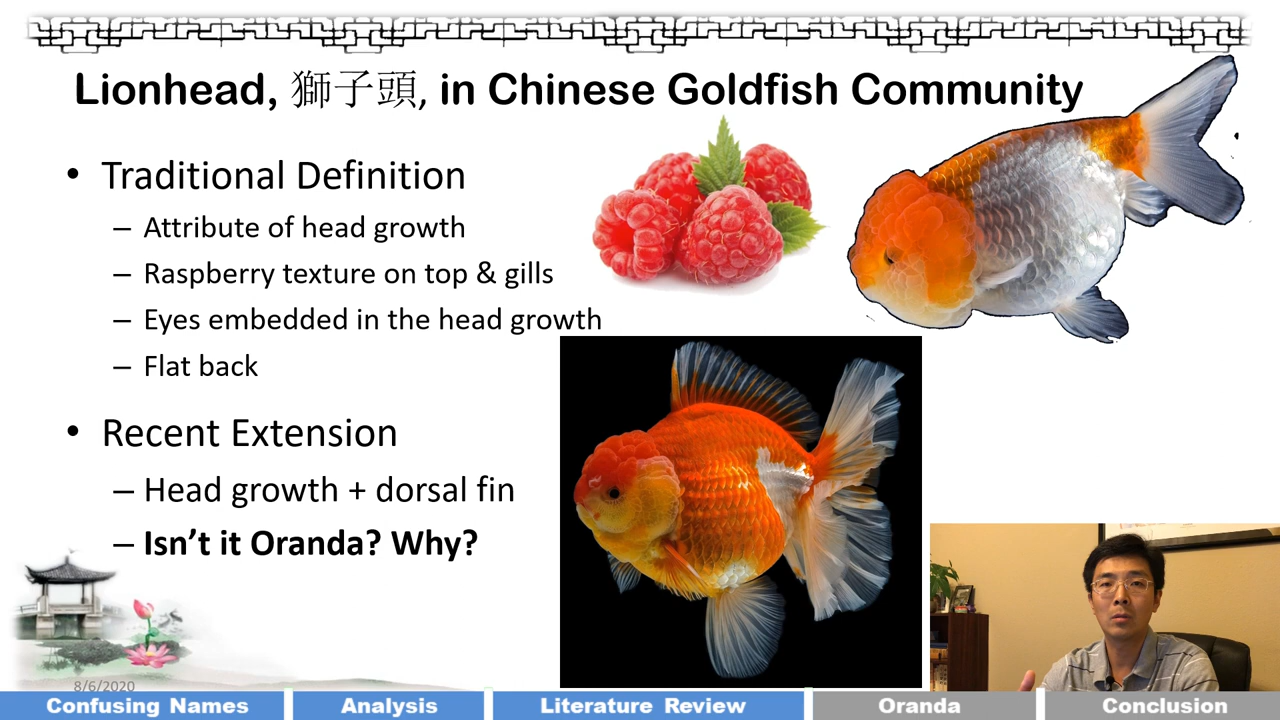 Lionhead, 獅子頭, in Chinese Goldfish Community
• Traditional Definition
– Attribute of head growth
– Raspberry texture on top & gills
– Eyes embedded in the head growth
– Flat back
• Recent Extension
– Head growth + dorsal fin
– Isn’t it Oranda? Why?
8/6/2020
Confusing Names
Analysis
Literature Review
Oranda
Conclusion